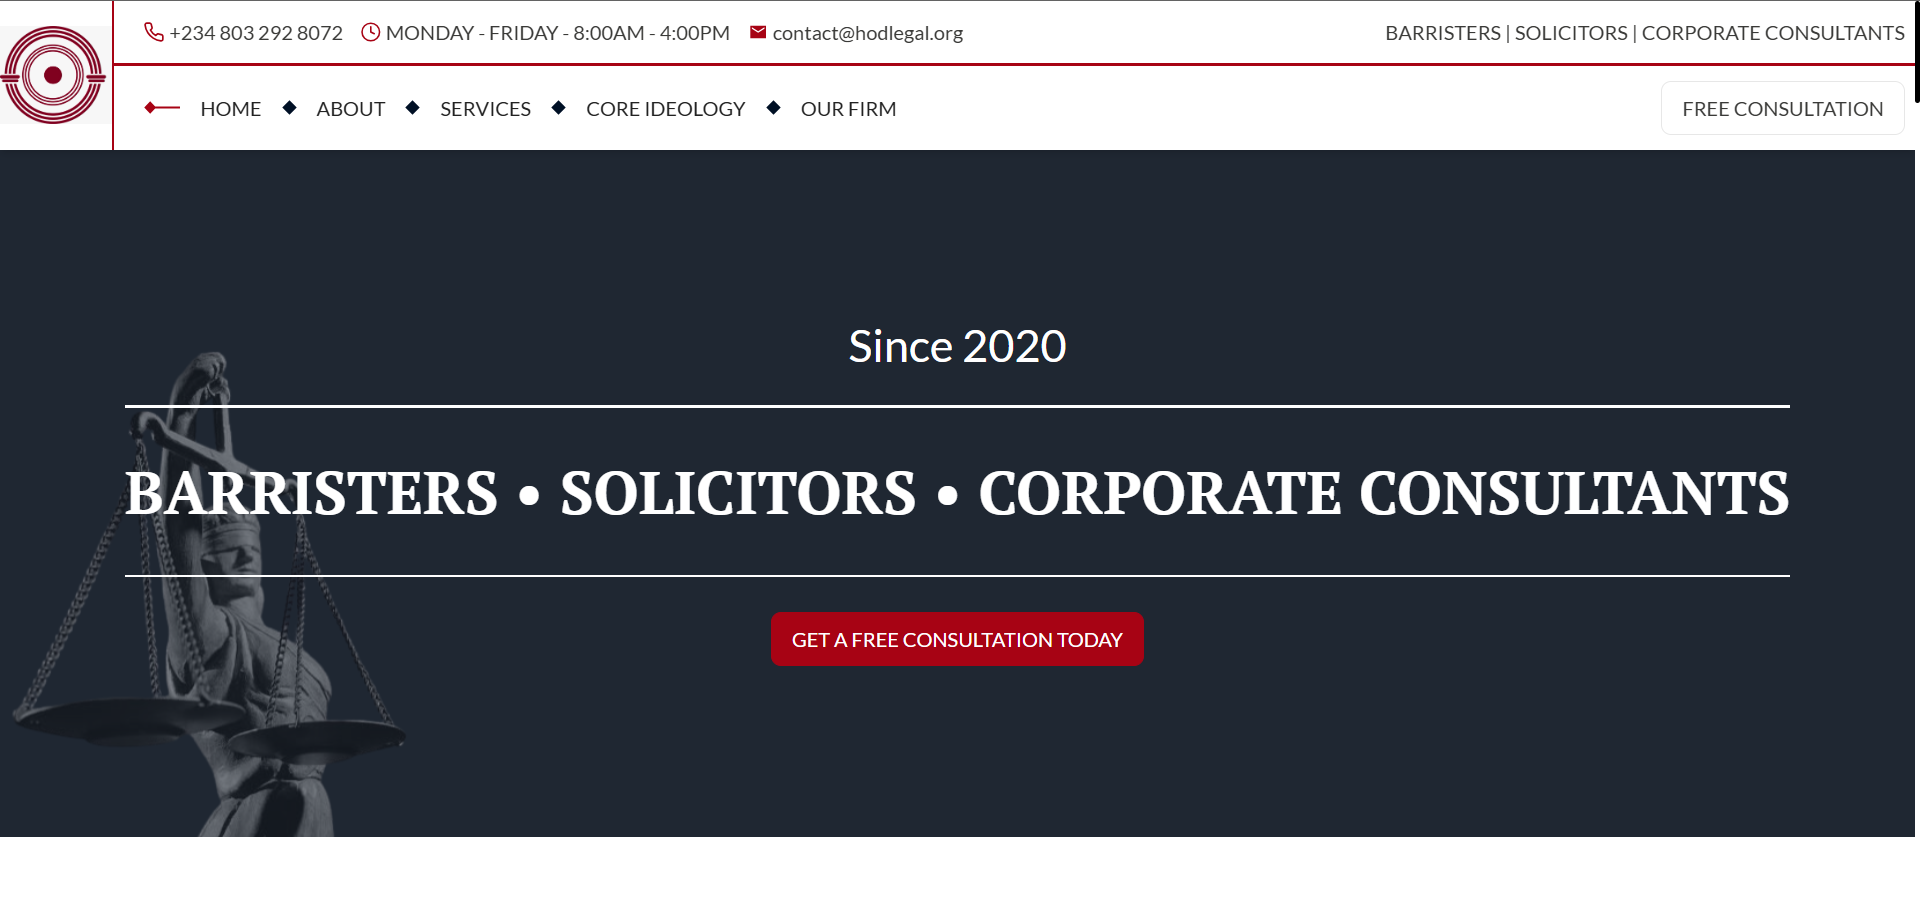 +234 803 292 8072 MONDAY - FRIDAY - 8:00AM - 4:00PM contact@hodlegal.org BARRISTERS | SOLICITORS | CORPORATE CONSULTANTS
HOME ABOUT SERVICES CORE IDEOLOGY OUR FIRM FREE CONSULTATION
Since 2020
BARRISTERS • SOLICITORS • CORPORATE CONSULTANTS
GET A FREE CONSULTATION TODAY